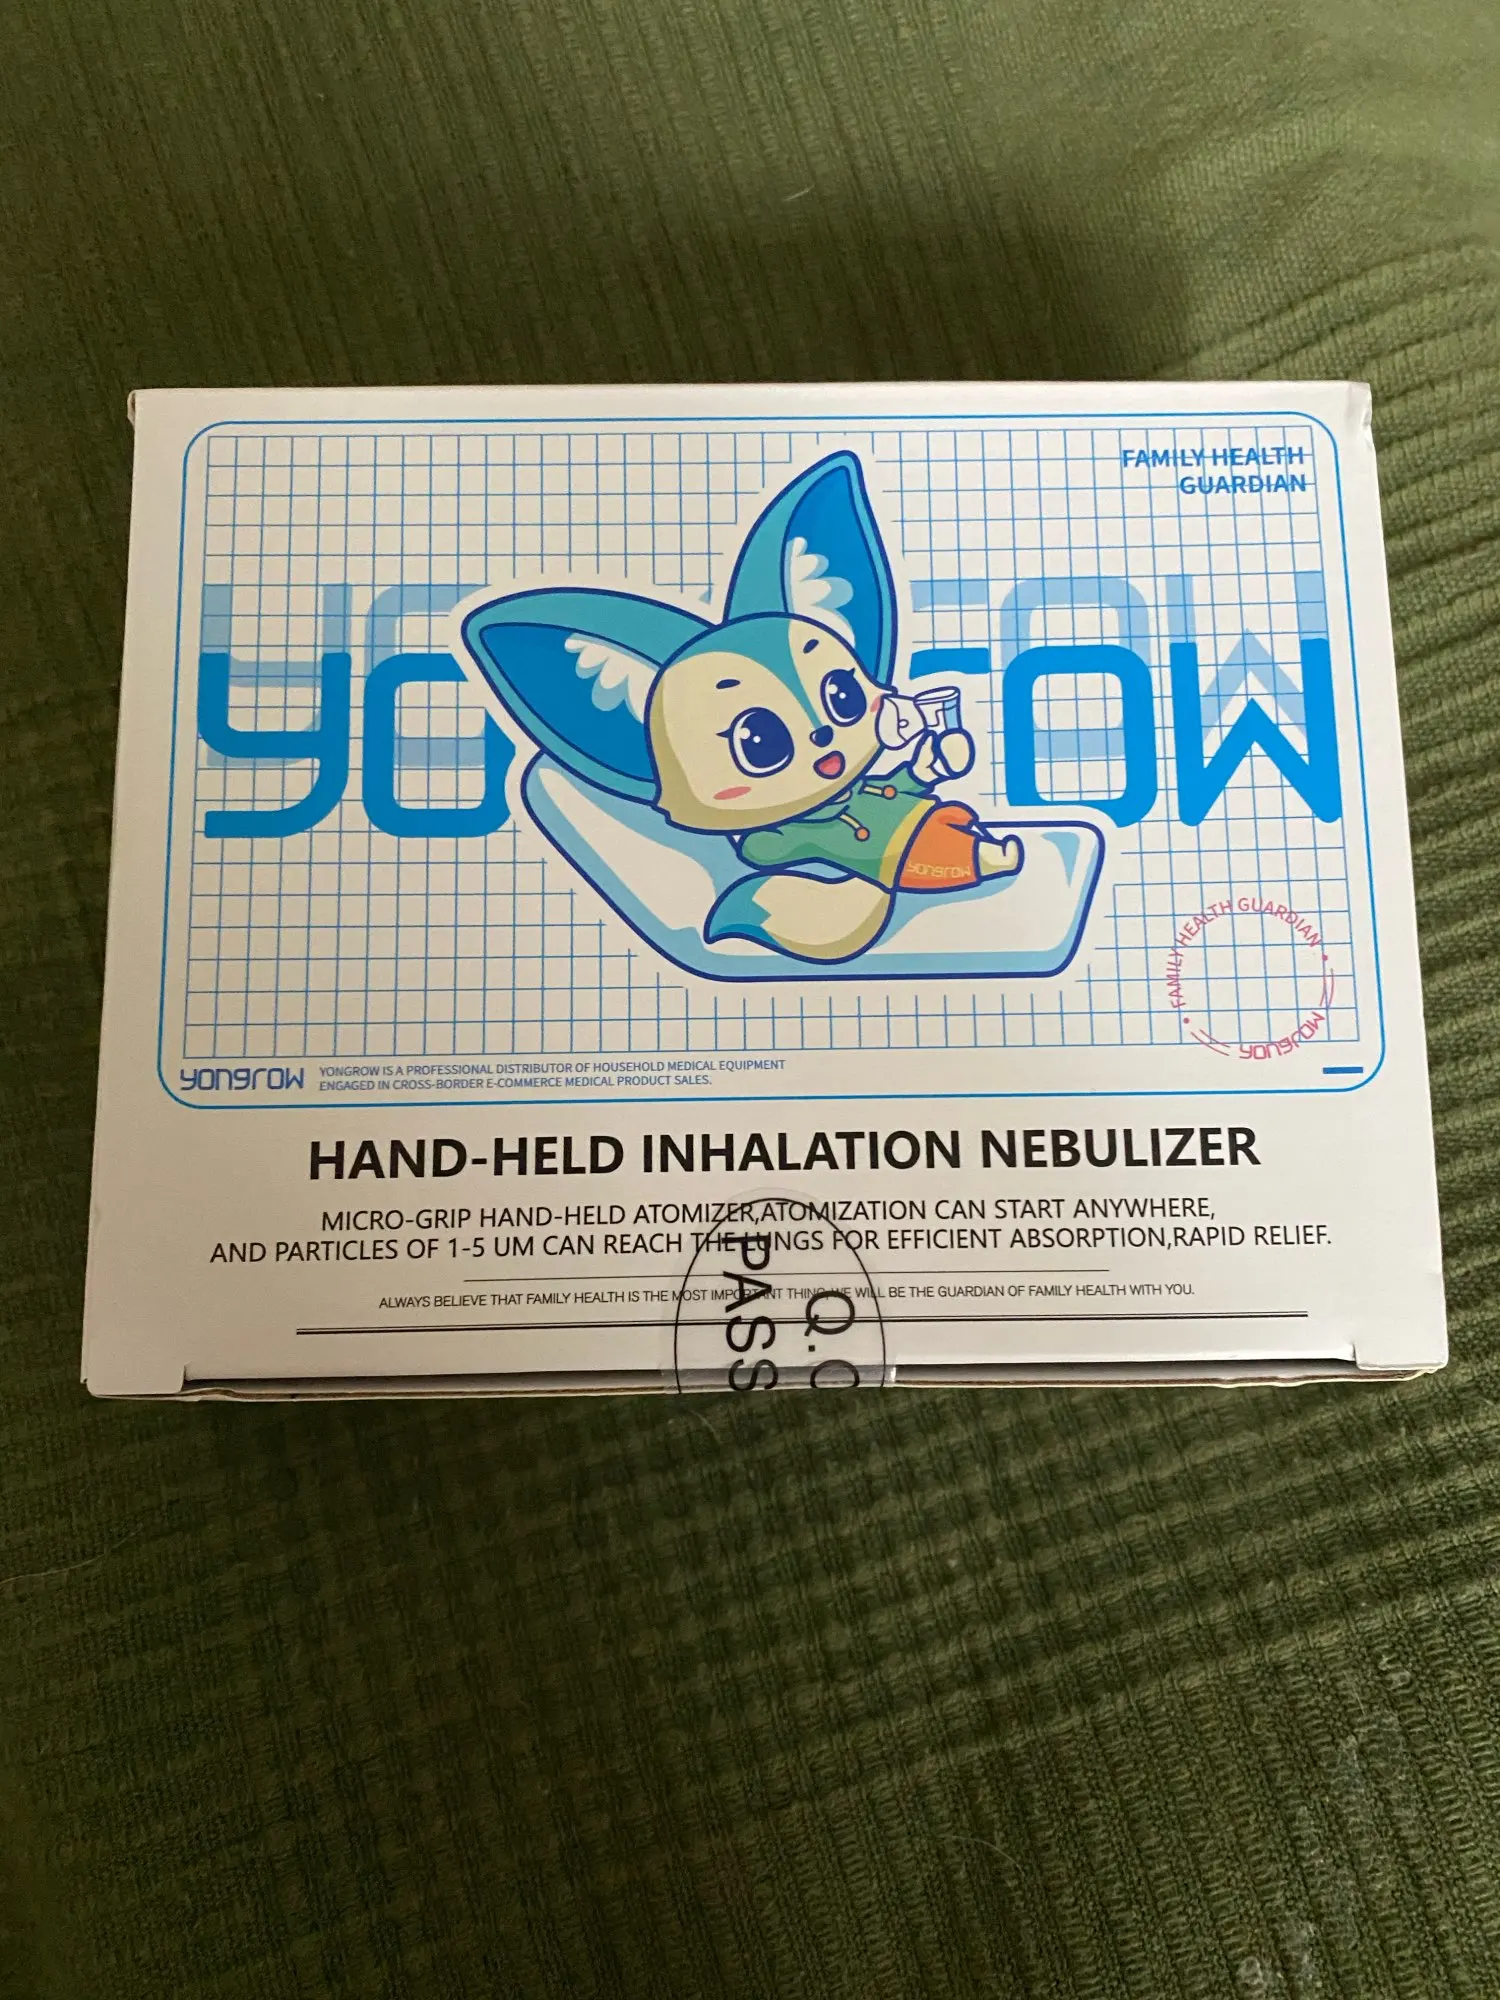 FAMILY HEALTH
GUARDIAN
YO
ROW
yongrow
FAMILY HEALTH GUARDIAN
yongrow
yongrow
YONGROW IS A PROFESSIONAL DISTRIBUTOR OF HOUSEHOLD MEDICAL EQUIPMENT
ENGAGED IN CROSS-BORDER E-COMMERCE MEDICAL PRODUCT SALES.
HAND-HELD INHALATION NEBULIZER
MICRO-GRIP HAND-HELD ATOMIZER,ATOMIZATION CAN START ANYWHERE,
AND PARTICLES OF 1-5 UM CAN REACH THE LUNGS FOR EFFICIENT ABSORPTION,RAPID RELIEF.
ALWAYS BELIEVE THAT FAMILY HEALTH IS THE MOST IMPORTANT THING, WE WILL BE THE GUARDIAN OF FAMILY HEALTH WITH YOU.
Q.C
PASS